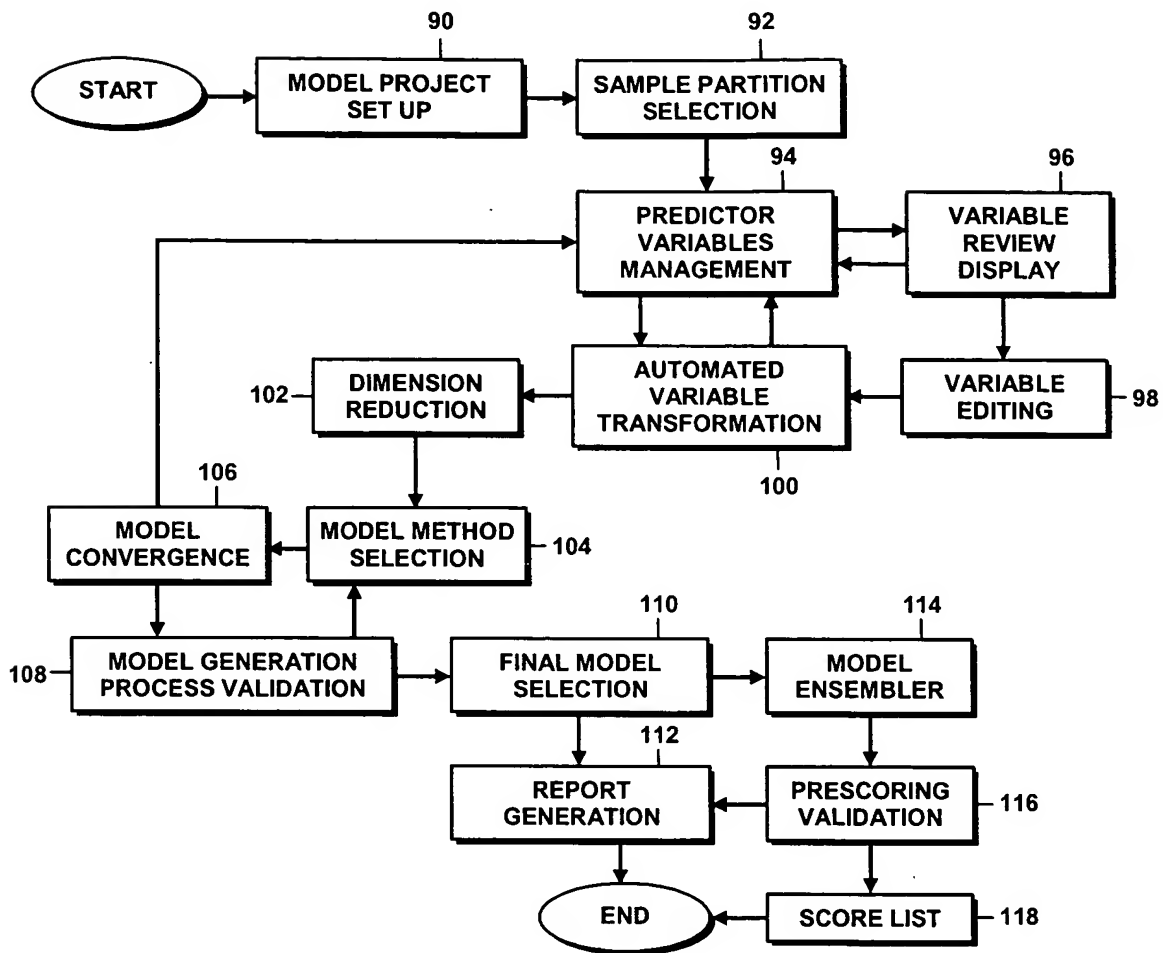 90
92
START
MODEL PROJECT
SET UP
SAMPLE PARTITION
SELECTION
94
96
PREDICTOR
VARIABLES
MANAGEMENT
VARIABLE
REVIEW
DISPLAY
102
DIMENSION
REDUCTION
AUTOMATED
VARIABLE
TRANSFORMATION
VARIABLE
EDITING
98
100
106
MODEL
CONVERGENCE
MODEL METHOD
SELECTION
104
110
114
108
MODEL GENERATION
PROCESS VALIDATION
FINAL MODEL
SELECTION
MODEL
ENSEMBLER
112
REPORT
GENERATION
PRESCORING
VALIDATION
116
END
SCORE LIST
118